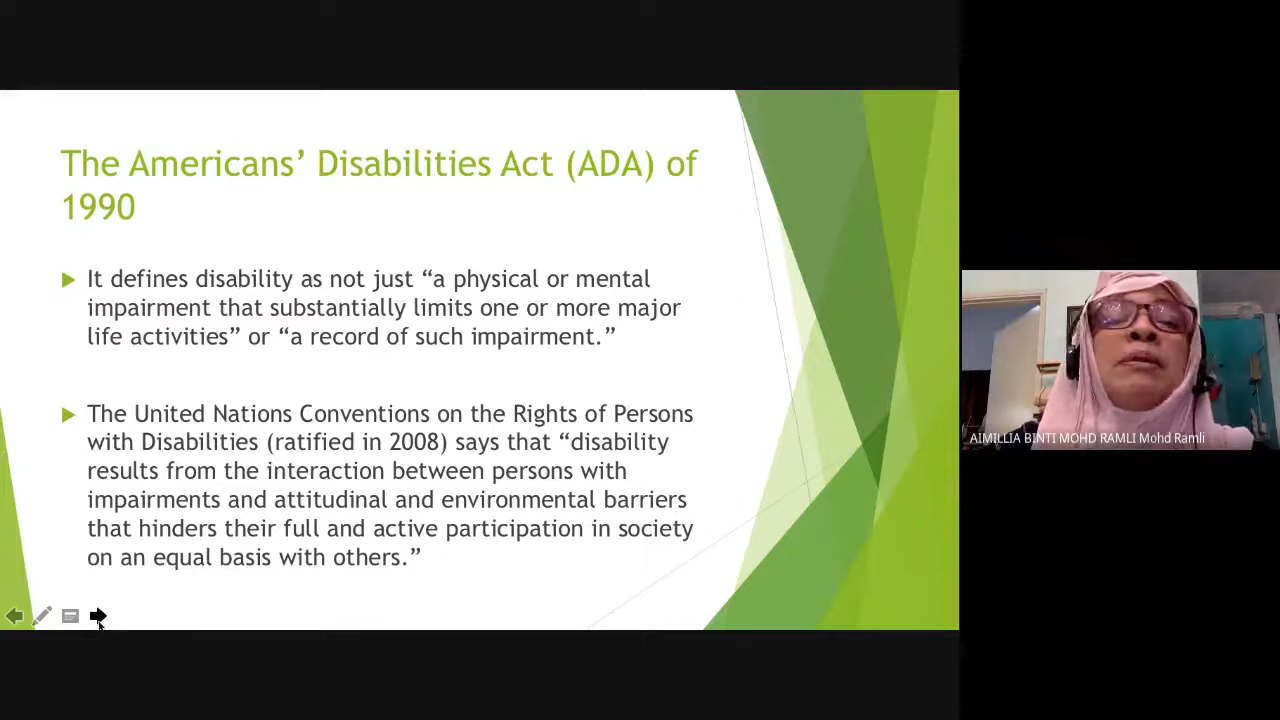 The Americans’ Disabilities Act (ADA) of
1990
It defines disability as not just “a physical or mental
impairment that substantially limits one or more major
life activities” or “a record of such impairment.”
The United Nations Conventions on the Rights of Persons
with Disabilities (ratified in 2008) says that “disability
results from the interaction between persons with
impairments and attitudinal and environmental barriers
that hinders their full and active participation in society
on an equal basis with others.”
AIMILLIA BINTI MOHD RAMLI Mohd Ramli